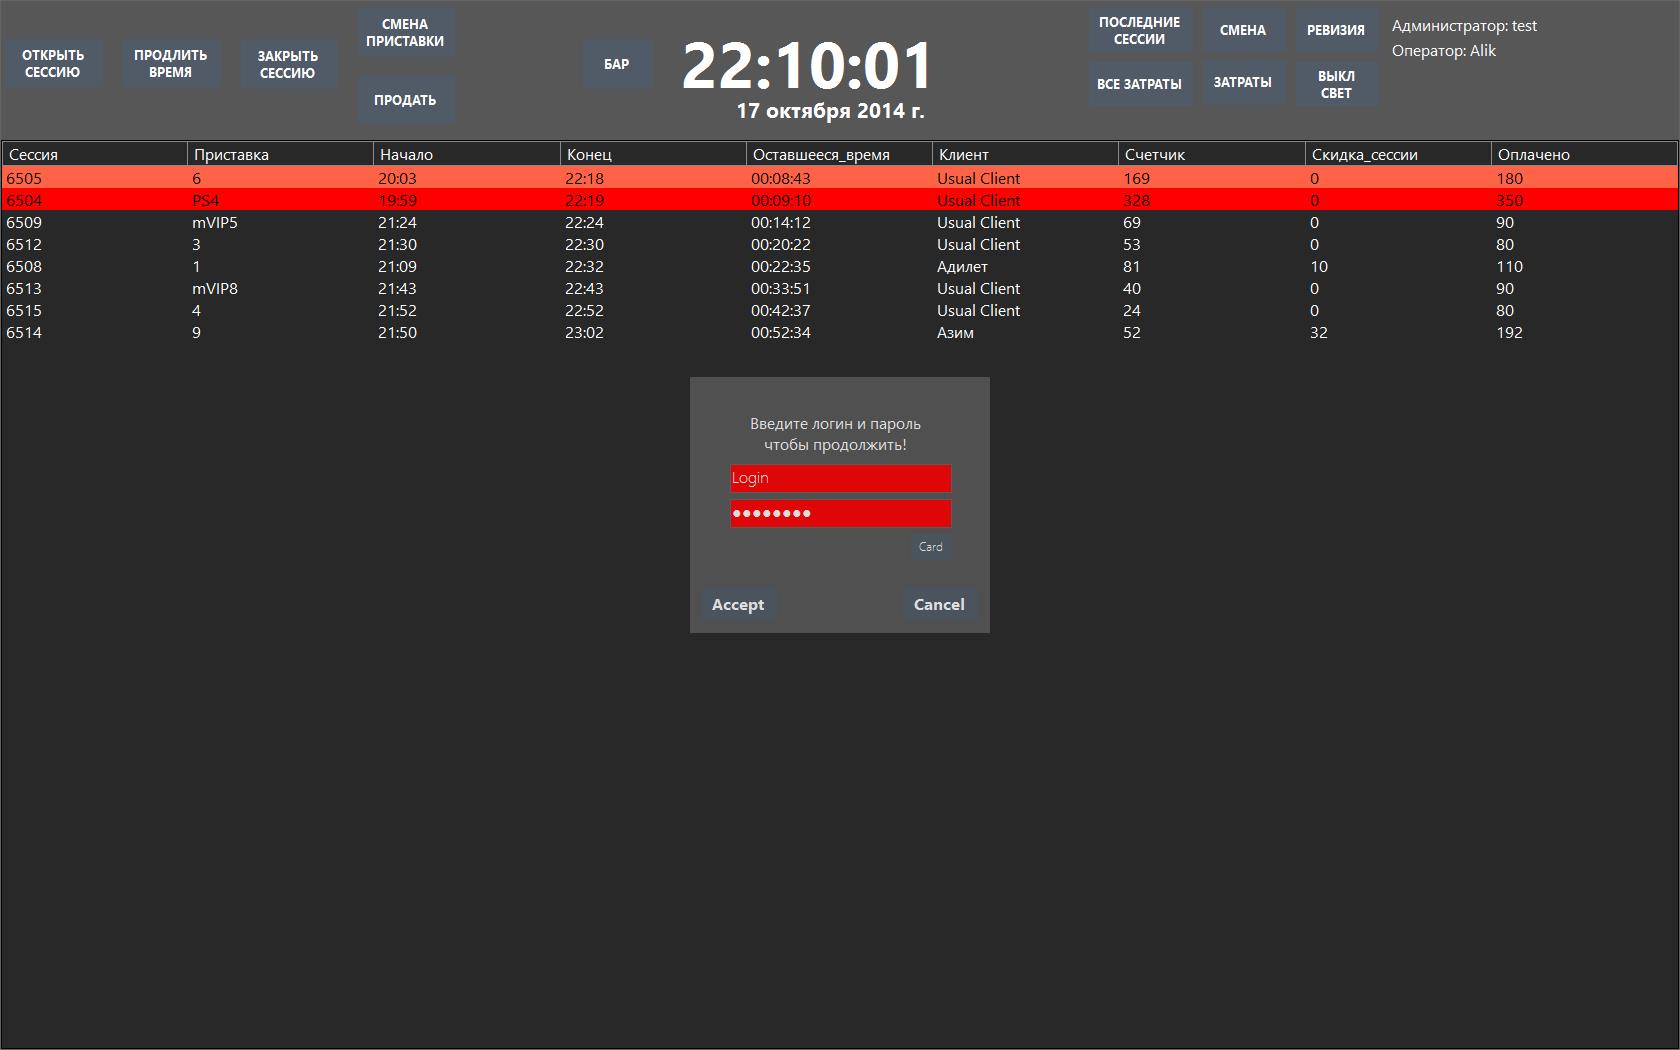 ОТКРЫТЬ
СЕССИЮ
ПРОДЛИТЬ
ВРЕМЯ
ЗАКРЫТЬ
СЕССИЮ
СМЕНА
ПРИСТАВКИ
ПРОДАТЬ
БАР
22:10:01
17 октября 2014 г.
ПОСЛЕДНИЕ
СЕССИИ
СМЕНА
РЕВИЗИЯ
ВСЕ ЗАТРАТЫ
ЗАТРАТЫ
ВЫКЛ
СВЕТ
Администратор: test
Оператор: Alik
Сессия Приставка Начало Конец Оставшееся_время Клиент Счетчик Скидка_сессии Оплачено
6505 6 20:03 22:18 00:08:43 Usual Client 169 0 180
6504 PS4 19:59 22:19 00:09:10 Usual Client 328 0 350
6509 mVIP5 21:24 22:24 00:14:12 Usual Client 69 0 90
6512 3 21:30 22:30 00:20:22 Usual Client 53 0 80
6508 1 21:09 22:32 00:22:35 Адилет 81 10 110
6513 mVIP8 21:43 22:43 00:33:51 Usual Client 40 0 90
6515 4 21:52 22:52 00:42:37 Usual Client 24 0 80
6514 9 21:50 23:02 00:52:34 Азим 52 32 192
Введите логин и пароль
чтобы продолжить!
Login
●●●●●●●●
Card
Accept Cancel